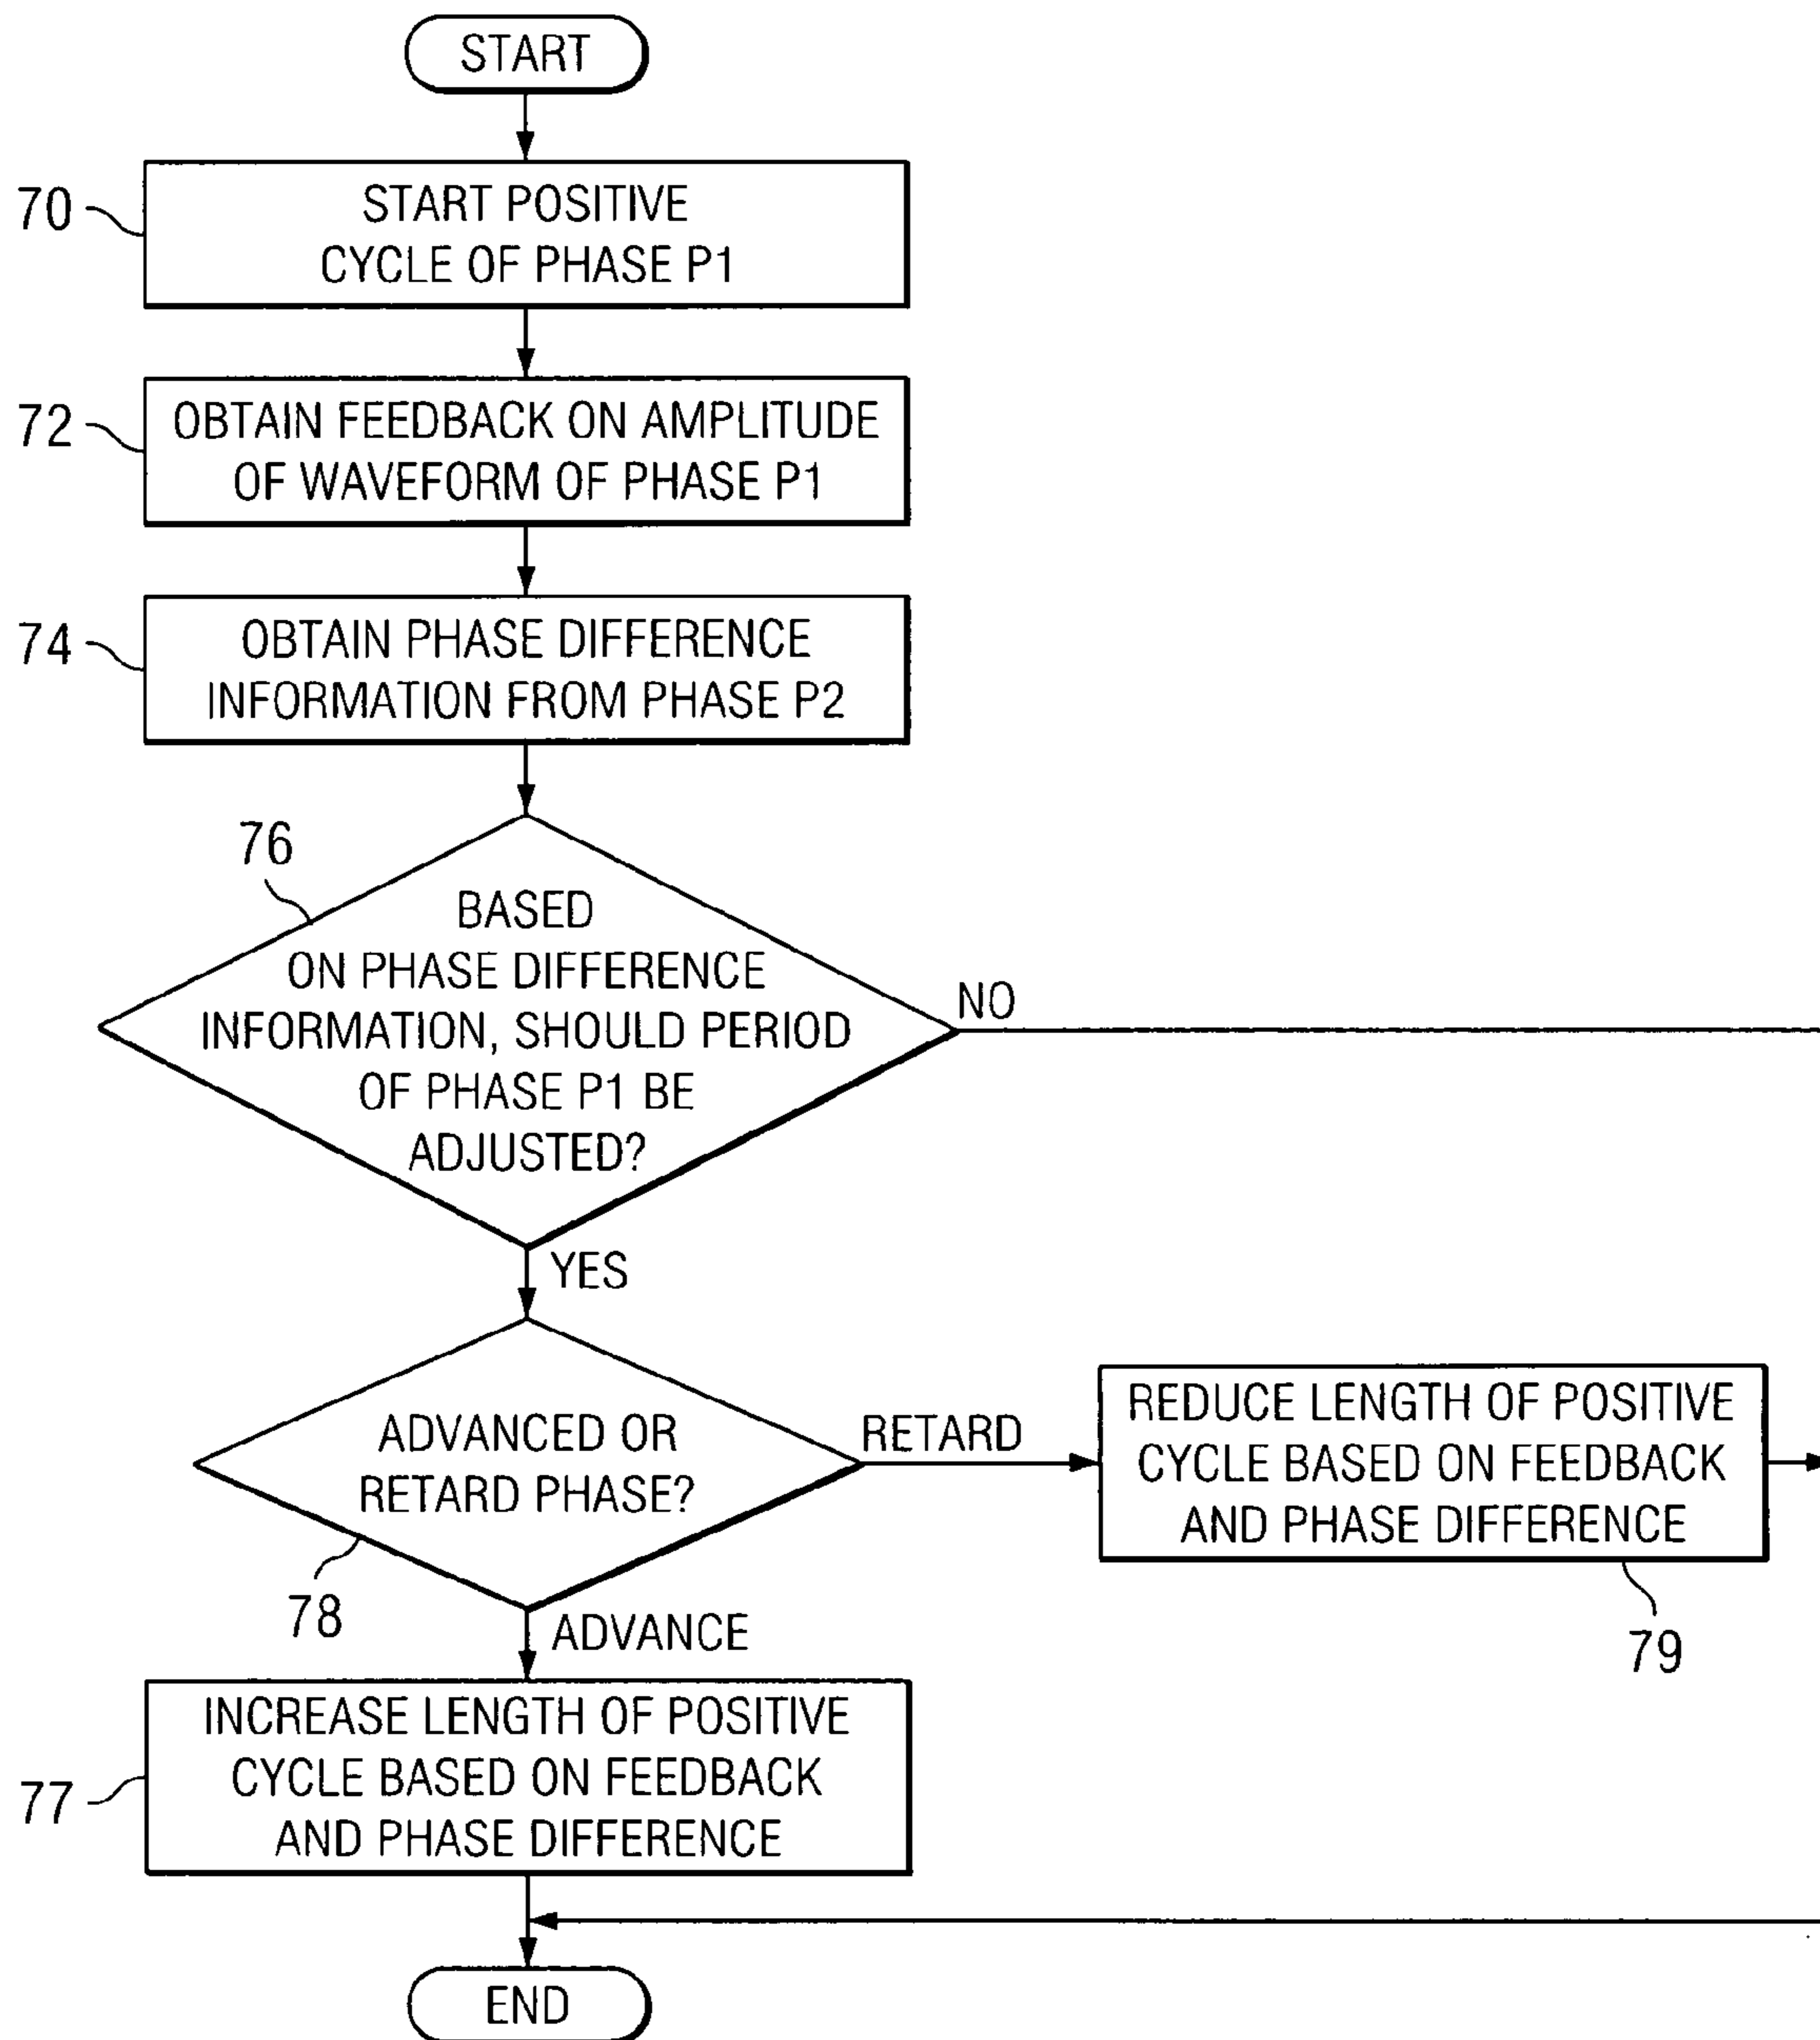 START
70
START POSITIVE
CYCLE OF PHASE P1
72
OBTAIN FEEDBACK ON AMPLITUDE
OF WAVEFORM OF PHASE P1
74
OBTAIN PHASE DIFFERENCE
INFORMATION FROM PHASE P2
76
BASED
ON PHASE DIFFERENCE
INFORMATION, SHOULD PERIOD
OF PHASE P1 BE
ADJUSTED?
NO
YES
ADVANCED OR
RETARD PHASE?
78
RETARD
REDUCE LENGTH OF POSITIVE
CYCLE BASED ON FEEDBACK
AND PHASE DIFFERENCE
79
ADVANCE
77
INCREASE LENGTH OF POSITIVE
CYCLE BASED ON FEEDBACK
AND PHASE DIFFERENCE
END